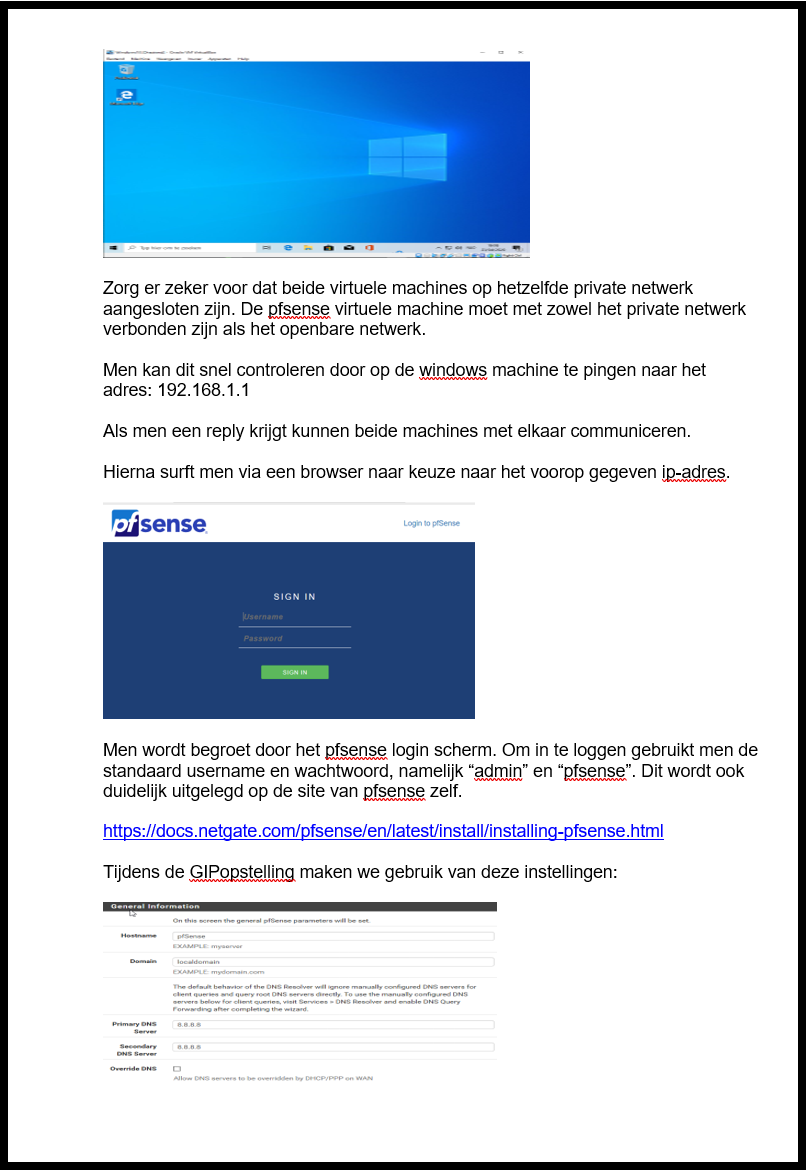 Zorg er zeker voor dat beide virtuele machines op hetzelfde private netwerk
aangesloten zijn. De pfsense virtuele machine moet met zowel het private netwerk
verbonden zijn als het openbare netwerk.
Men kan dit snel controleren door op de windows machine te pingen naar het
adres: 192.168.1.1
Als men een reply krijgt kunnen beide machines met elkaar communiceren.
Hierna surft men via een browser naar keuze naar het voorop gegeven ip-adres.
pfsense
Login to pfSense
SIGN IN
Username
Password
SIGN IN
Men wordt begroet door het pfsense login scherm. Om in te loggen gebruikt men de
standaard username en wachtwoord, namelijk “admin” en “pfsense”. Dit wordt ook
duidelijk uitgelegd op de site van pfsense zelf.
https://docs.netgate.com/pfsense/en/latest/install/installing-pfsense.html
Tijdens de GIPopstelling maken we gebruik van deze instellingen:
General Information
On this screen the general pfSense parameters will be set.
Hostname
pfSense
EXAMPLE: myserver
Domain
localdomain
EXAMPLE: mydomain.com
The default behavior of the DNS Resolver will ignore manually configured DNS servers for
client queries and query root DNS servers directly. To use the manually configured DNS
servers below for client queries, visit Services > DNS Resolver and enable DNS Query
Forwarding after completing the wizard.
Primary DNS
Server
8.8.8.8
Secondary
DNS Server
8.8.8.8
Override DNS
Allow DNS servers to be overridden by DHCP/PPP on WAN